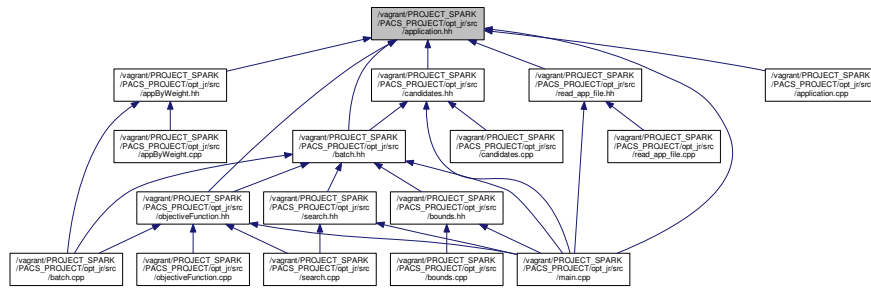 /vagrant/PROJECT_SPARK
/PACS_PROJECT/opt_jr/src
/application.hh
/vagrant/PROJECT_SPARK
/PACS_PROJECT/opt_jr/src
/appByWeight.hh
/vagrant/PROJECT_SPARK
/PACS_PROJECT/opt_jr/src
/candidates.hh
/vagrant/PROJECT_SPARK
/PACS_PROJECT/opt_jr/src
/read_app_file.hh
/vagrant/PROJECT_SPARK
/PACS_PROJECT/opt_jr/src
/application.cpp
/vagrant/PROJECT_SPARK
/PACS_PROJECT/opt_jr/src
/appByWeight.cpp
/vagrant/PROJECT_SPARK
/PACS_PROJECT/opt_jr/src
/batch.hh
/vagrant/PROJECT_SPARK
/PACS_PROJECT/opt_jr/src
/candidates.cpp
/vagrant/PROJECT_SPARK
/PACS_PROJECT/opt_jr/src
/read_app_file.cpp
/vagrant/PROJECT_SPARK
/PACS_PROJECT/opt_jr/src
/objectiveFunction.hh
/vagrant/PROJECT_SPARK
/PACS_PROJECT/opt_jr/src
/search.hh
/vagrant/PROJECT_SPARK
/PACS_PROJECT/opt_jr/src
/bounds.hh
/vagrant/PROJECT_SPARK
/PACS_PROJECT/opt_jr/src
/batch.cpp
/vagrant/PROJECT_SPARK
/PACS_PROJECT/opt_jr/src
/objectiveFunction.cpp
/vagrant/PROJECT_SPARK
/PACS_PROJECT/opt_jr/src
/search.cpp
/vagrant/PROJECT_SPARK
/PACS_PROJECT/opt_jr/src
/bounds.cpp
/vagrant/PROJECT_SPARK
/PACS_PROJECT/opt_jr/src
/main.cpp